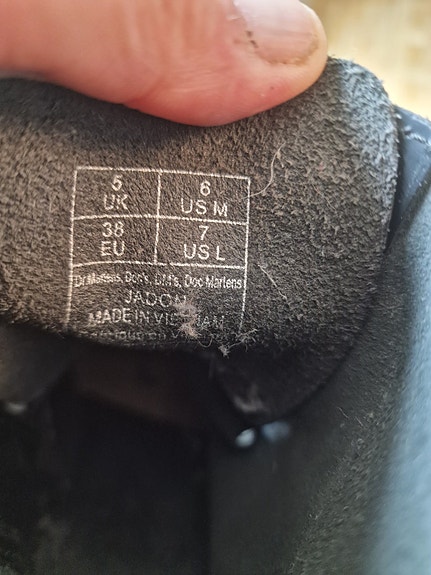 5 6
UK US M
38 7
EU US L
Dr.Martens, Doc's, DM's, Doc Martens
JADON
MADE IN VIETNAM